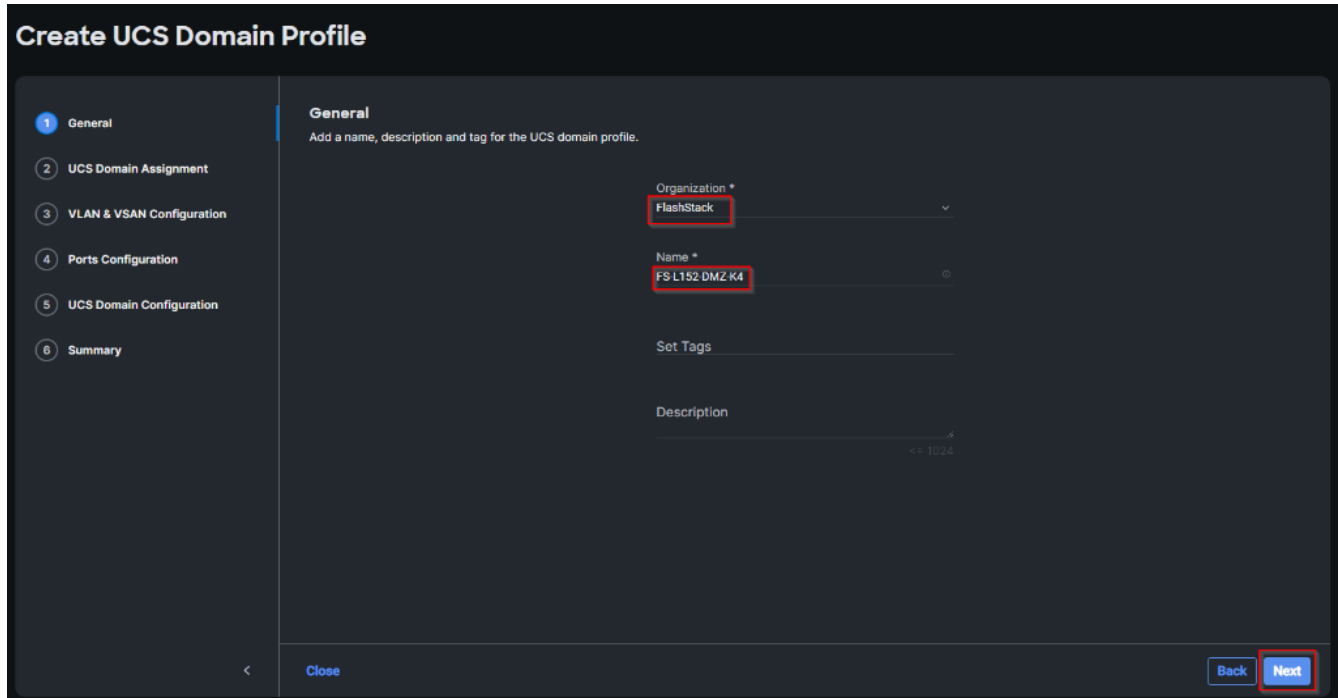 Create UCS Domain Profile
1 General
2 UCS Domain Assignment
3 VLAN & VSAN Configuration
4 Ports Configuration
5 UCS Domain Configuration
6 Summary
General
Add a name, description and tag for the UCS domain profile.
Organization *
FlashStack
Name *
FS-L152-DMZ-K4
Set Tags
Description
<= 1024
Close
Back
Next